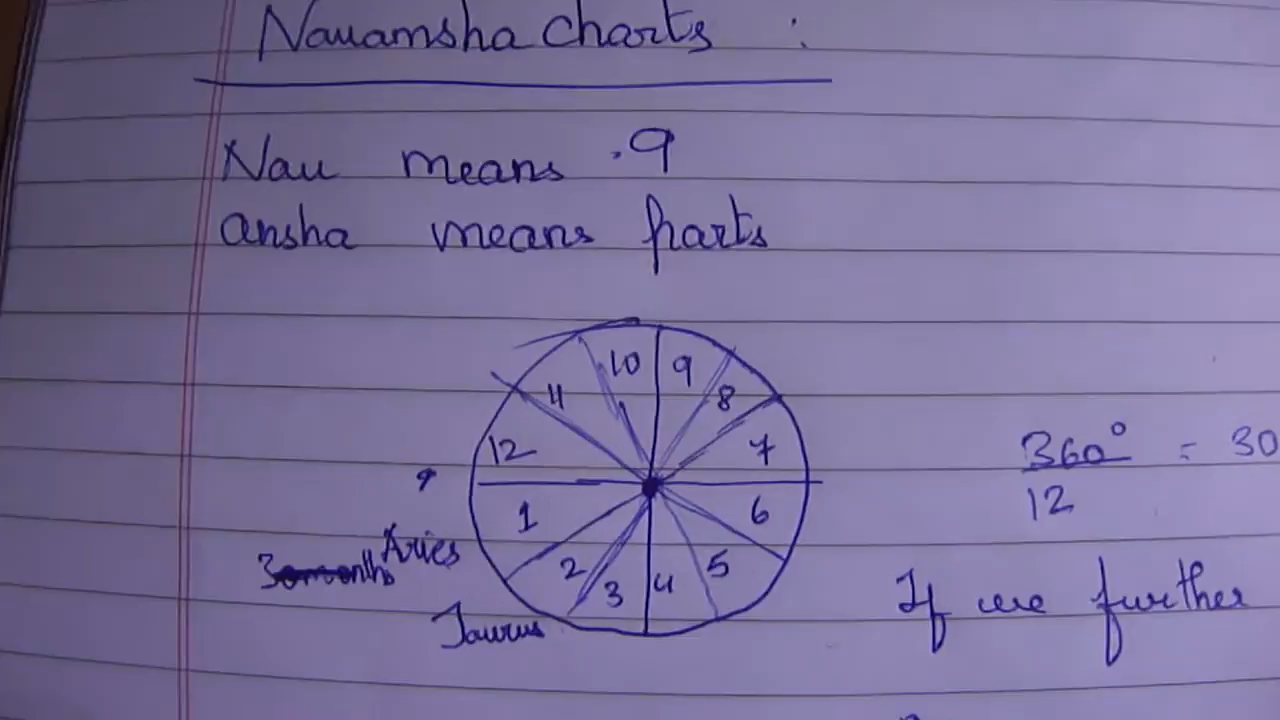 Navamsha charts :
Nau means 9
ansha means parts
10 9
11 8
12 7
1 6
2 3 4 5
Aries
Taurus
360° = 30
12
If we further